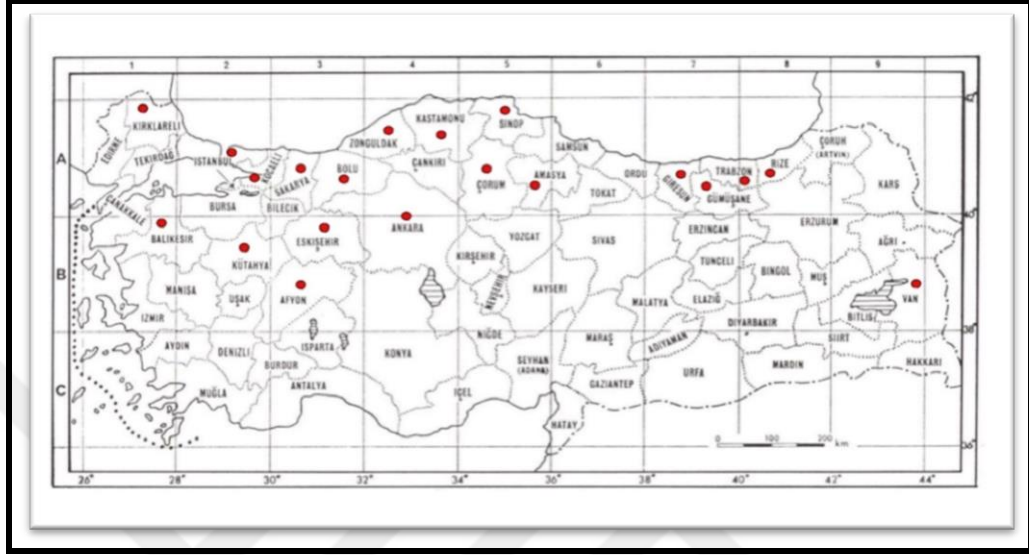 1 2 3 4 5 6 7 8 9
42°
KASTAMONU
SİNOP
KIRKLARELİ
ZONGULDAK
EDİRNE
SAMSUN
ÇORUH
(ARTVİN)
A
TEKİRDAĞ
İSTANBUL
KOCAELİ
SAKARYA
BOLU
ÇANKIRI
ÇORUM
AMASYA
ORDU
GİRESUN
TRABZON
RİZE
KARS
TOKAT
GÜMÜŞANE
ÇANAKKALE
BURSA
BİLECİK
40°
BALIKESİR
ESKİŞEHİR
ANKARA
YOZGAT
SIVAS
ERZİNCAN
ERZURUM
AĞRI
KÜTAHYA
KIRŞEHİR
TUNCELİ
B
MANİSA
UŞAK
AFYON
NEVŞEHİR
KAYSERİ
MALATYA
ELAZIĞ
BİNGÖL
MUŞ
VAN
İZMİR
BİTLİS
DİYARBAKIR
38°
AYDIN
DENİZLİ
ISPARTA
KONYA
NİĞDE
MARAŞ
ADIYAMAN
SİİRT
BURDUR
SEYHAN
(ADANA)
URFA
MARDİN
HAKKARİ
C
MUĞLA
ANTALYA
İÇEL
GAZİANTEP
HATAY
0 100 200 km
36°
26° 28° 30° 32° 34° 36° 38° 40° 42° 44°